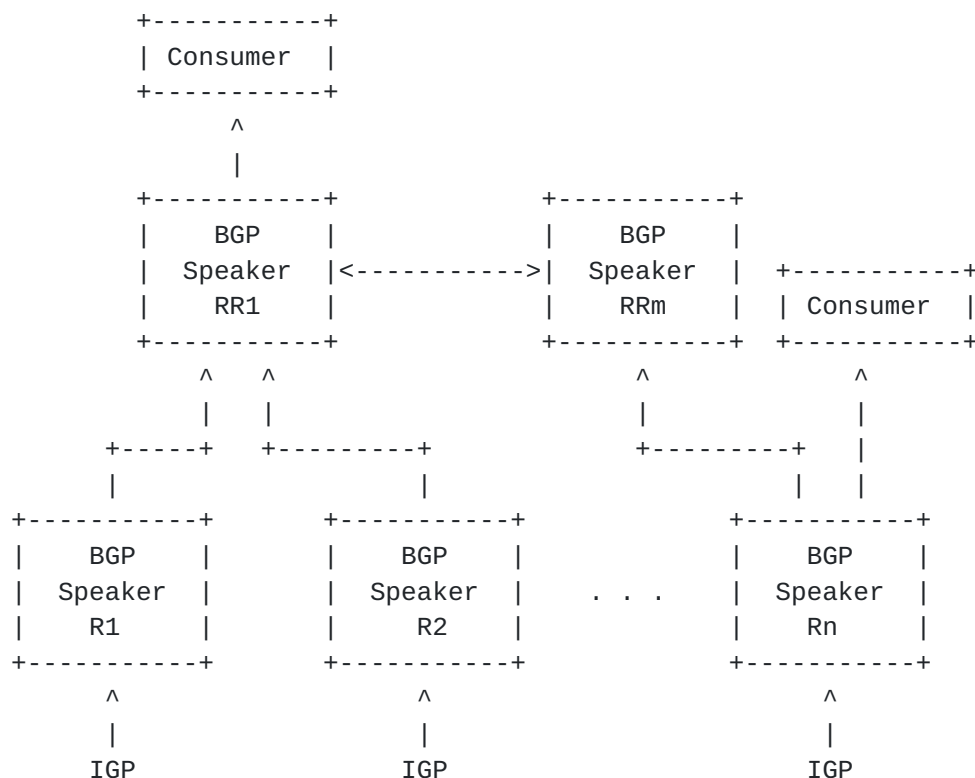 Consumer
BGP BGP
Speaker Speaker
RR1 RRm Consumer
BGP BGP BGP
Speaker Speaker . . . Speaker
R1 R2 Rn
IGP IGP IGP